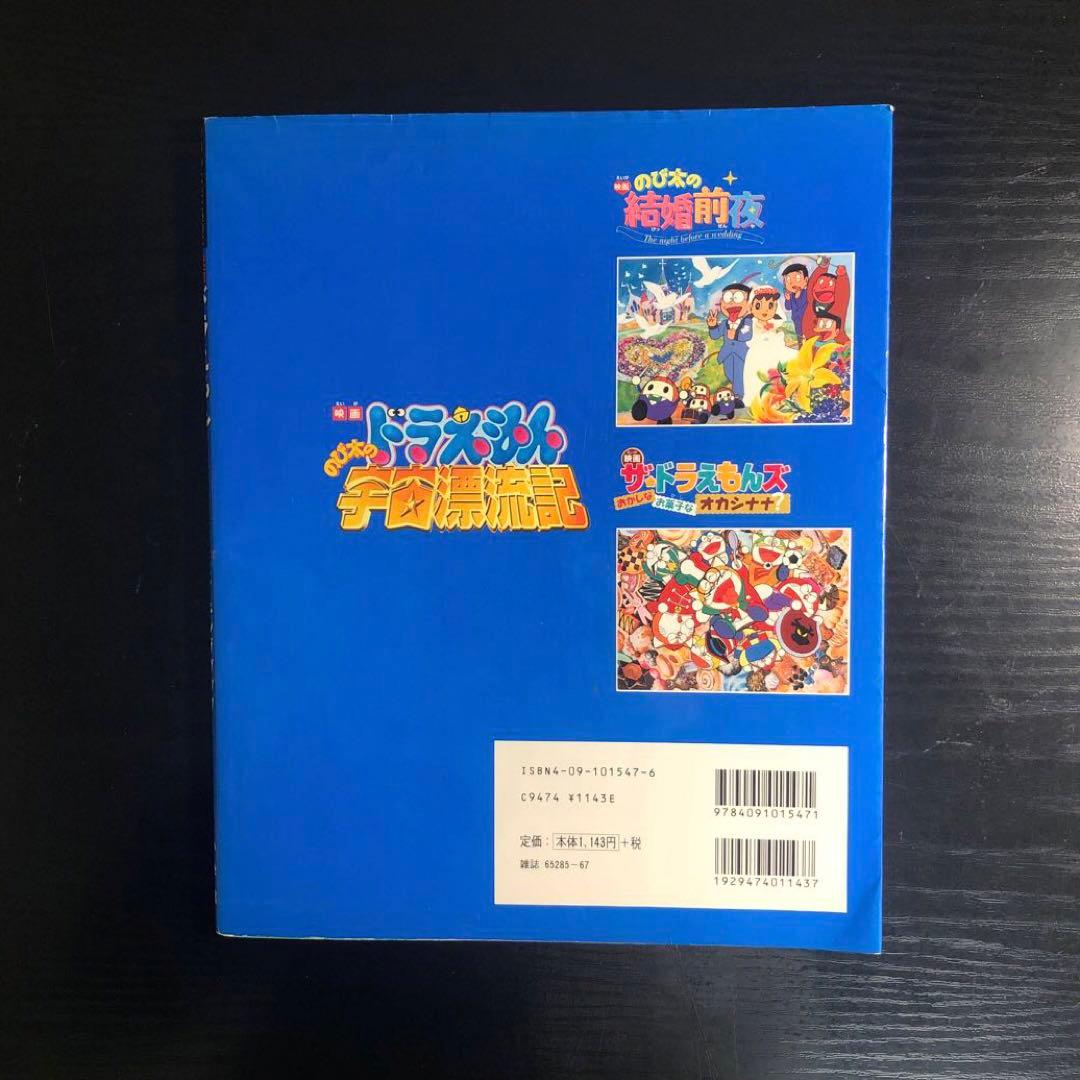 映画
ドラえもん
のび太の
宇宙漂流記
映画
のび太の
結婚前夜
The night before a wedding
映画
ザ・ドラえもんズ
おかしな お菓子な オカシナナ?
ISBN4-09-101547-6
C9474 ¥1143E
定価：本体1,143円+税
雑誌 65285-67
9784091015471
1929474011437